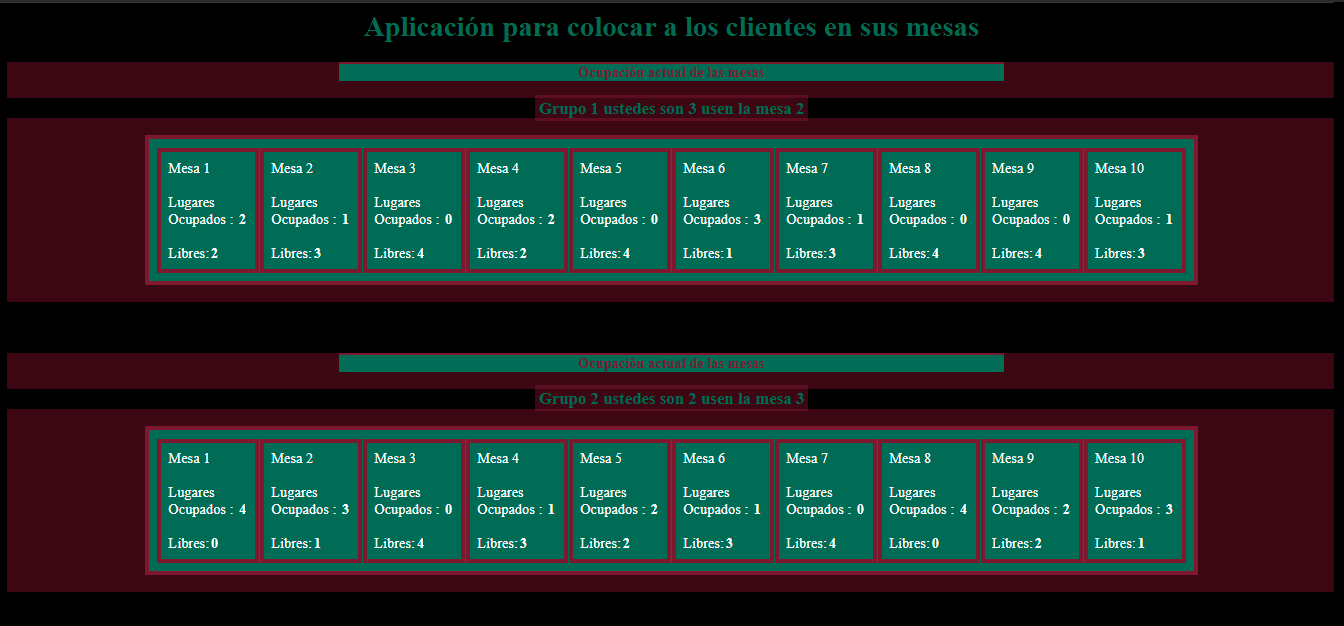 Aplicación para colocar a los clientes en sus mesas
Ocupación actual de las mesas
Grupo 1 ustedes son 3 usen la mesa 2
Mesa 1
Lugares
Ocupados : 2
Libres: 2
Mesa 2
Lugares
Ocupados : 1
Libres: 3
Mesa 3
Lugares
Ocupados : 0
Libres: 4
Mesa 4
Lugares
Ocupados : 2
Libres: 2
Mesa 5
Lugares
Ocupados : 0
Libres: 4
Mesa 6
Lugares
Ocupados : 3
Libres: 1
Mesa 7
Lugares
Ocupados : 1
Libres: 3
Mesa 8
Lugares
Ocupados : 0
Libres: 4
Mesa 9
Lugares
Ocupados : 0
Libres: 4
Mesa 10
Lugares
Ocupados : 1
Libres: 3
Ocupación actual de las mesas
Grupo 2 ustedes son 2 usen la mesa 3
Mesa 1
Lugares
Ocupados : 4
Libres: 0
Mesa 2
Lugares
Ocupados : 3
Libres: 1
Mesa 3
Lugares
Ocupados : 0
Libres: 4
Mesa 4
Lugares
Ocupados : 1
Libres: 3
Mesa 5
Lugares
Ocupados : 2
Libres: 2
Mesa 6
Lugares
Ocupados : 1
Libres: 3
Mesa 7
Lugares
Ocupados : 0
Libres: 4
Mesa 8
Lugares
Ocupados : 4
Libres: 0
Mesa 9
Lugares
Ocupados : 2
Libres: 2
Mesa 10
Lugares
Ocupados : 3
Libres: 1